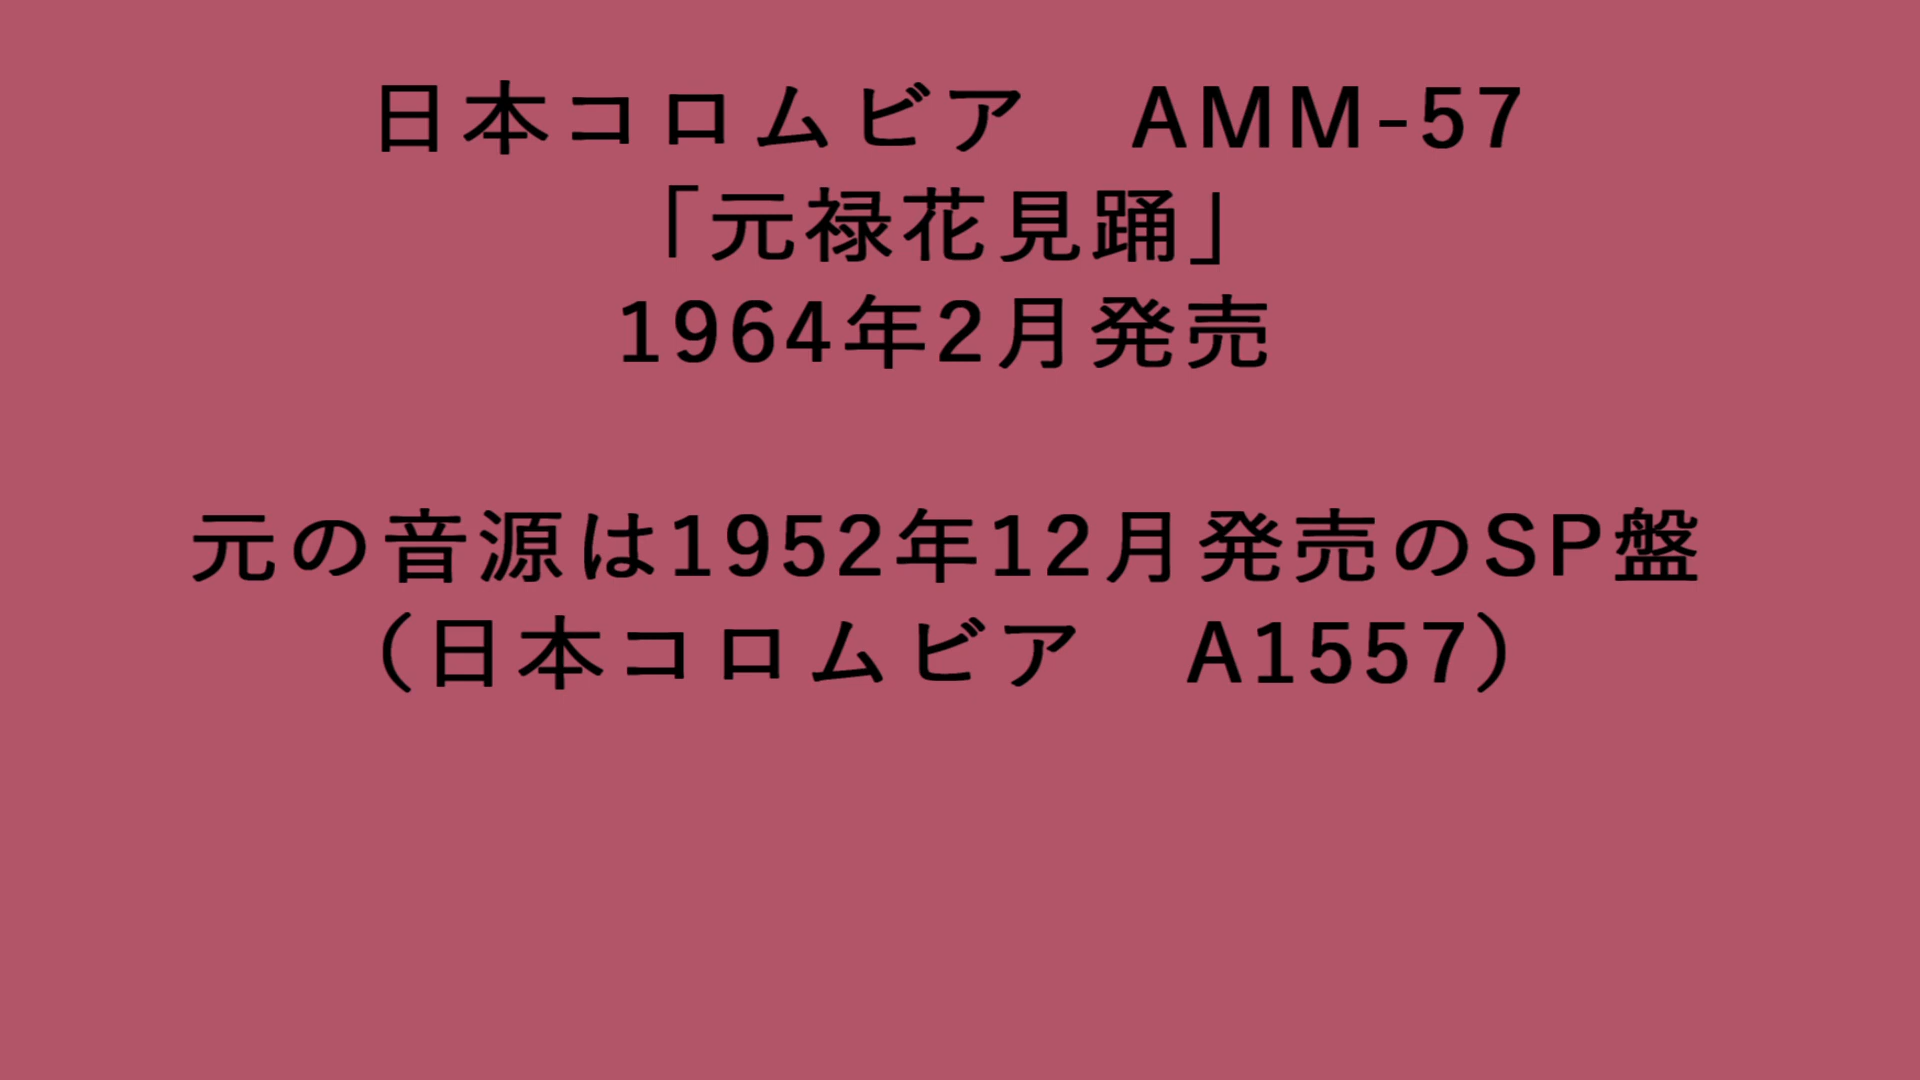 日本コロムビア　AMM-57
「元禄花見踊」
1964年2月発売
元の音源は1952年12月発売のSP盤
（日本コロムビア　A1557）